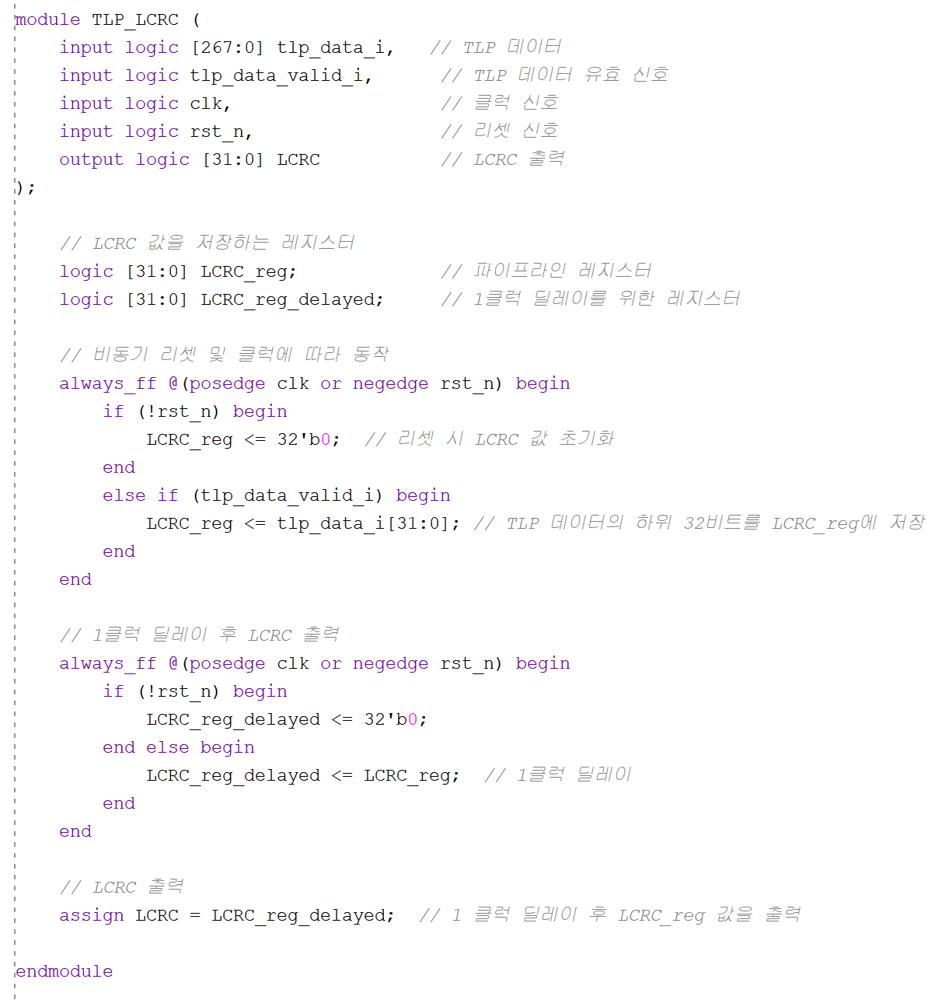 module TLP_LCRC (
    input logic [267:0] tlp_data_i,   // TLP 데이터
    input logic tlp_data_valid_i,      // TLP 데이터 유효 신호
    input logic clk,                   // 클럭 신호
    input logic rst_n,                 // 리셋 신호
    output logic [31:0] LCRC           // LCRC 출력
);

    // LCRC 값을 저장하는 레지스터
    logic [31:0] LCRC_reg;             // 파이프라인 레지스터
    logic [31:0] LCRC_reg_delayed;     // 1클럭 딜레이를 위한 레지스터

    // 비동기 리셋 및 클럭에 따라 동작
    always_ff @(posedge clk or negedge rst_n) begin
        if (!rst_n) begin
            LCRC_reg <= 32'b0;  // 리셋 시 LCRC 값 초기화
        end
        else if (tlp_data_valid_i) begin
            LCRC_reg <= tlp_data_i[31:0]; // TLP 데이터의 하위 32비트를 LCRC_reg에 저장
        end
    end

    // 1클럭 딜레이 후 LCRC 출력
    always_ff @(posedge clk or negedge rst_n) begin
        if (!rst_n) begin
            LCRC_reg_delayed <= 32'b0;
        end else begin
            LCRC_reg_delayed <= LCRC_reg;  // 1클럭 딜레이
        end
    end

    // LCRC 출력
    assign LCRC = LCRC_reg_delayed;  // 1 클럭 딜레이 후 LCRC_reg 값을 출력

endmodule